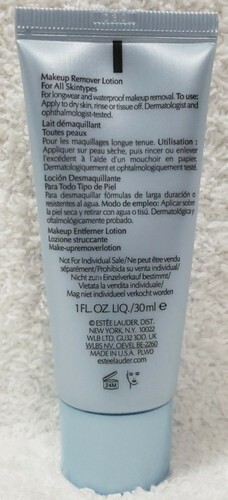 Makeup Remover Lotion
For All Skintypes
For longwear and waterproof makeup removal. To use:
Apply to dry skin, rinse or tissue off. Dermatologist and
ophthalmologist-tested.
Lait démaquillant
Toutes peaux
Pour les maquillages longue tenue. Utilisation :
Appliquer sur peau sèche, puis rincer ou enlever
l'excédent à l'aide d'un mouchoir en papier.
Dermatologiquement et ophtalmologiquement testé.
Loción Desmaquillante
Para Todo Tipo de Piel
Para desmaquillar fórmulas de larga duración o
resistentes al agua. Modo de empleo: Aplicar sobre
la piel seca y retirar con agua o tisú. Dermatológica y
oftalmológicamente probado.
Makeup Entferner Lotion
Lozione struccante
Make-upremoverlotion
Not For Individual Sale/Ne peut être vendu
séparément/Prohibida su venta individual/
Nicht zum Einzelverkauf bestimmt/
Vietata la vendita individuale/
Mag niet individueel verkocht worden
1 FL. OZ. LIQ./30 ml e
© ESTĒE LAUDER, DIST.
NEW YORK, N.Y. 10022
WLB LTD, GU32 3DD, UK
WLBS NV, OEVEL BE-2260
MADE IN U.S.A. PLW0
esteelauder.com
24M